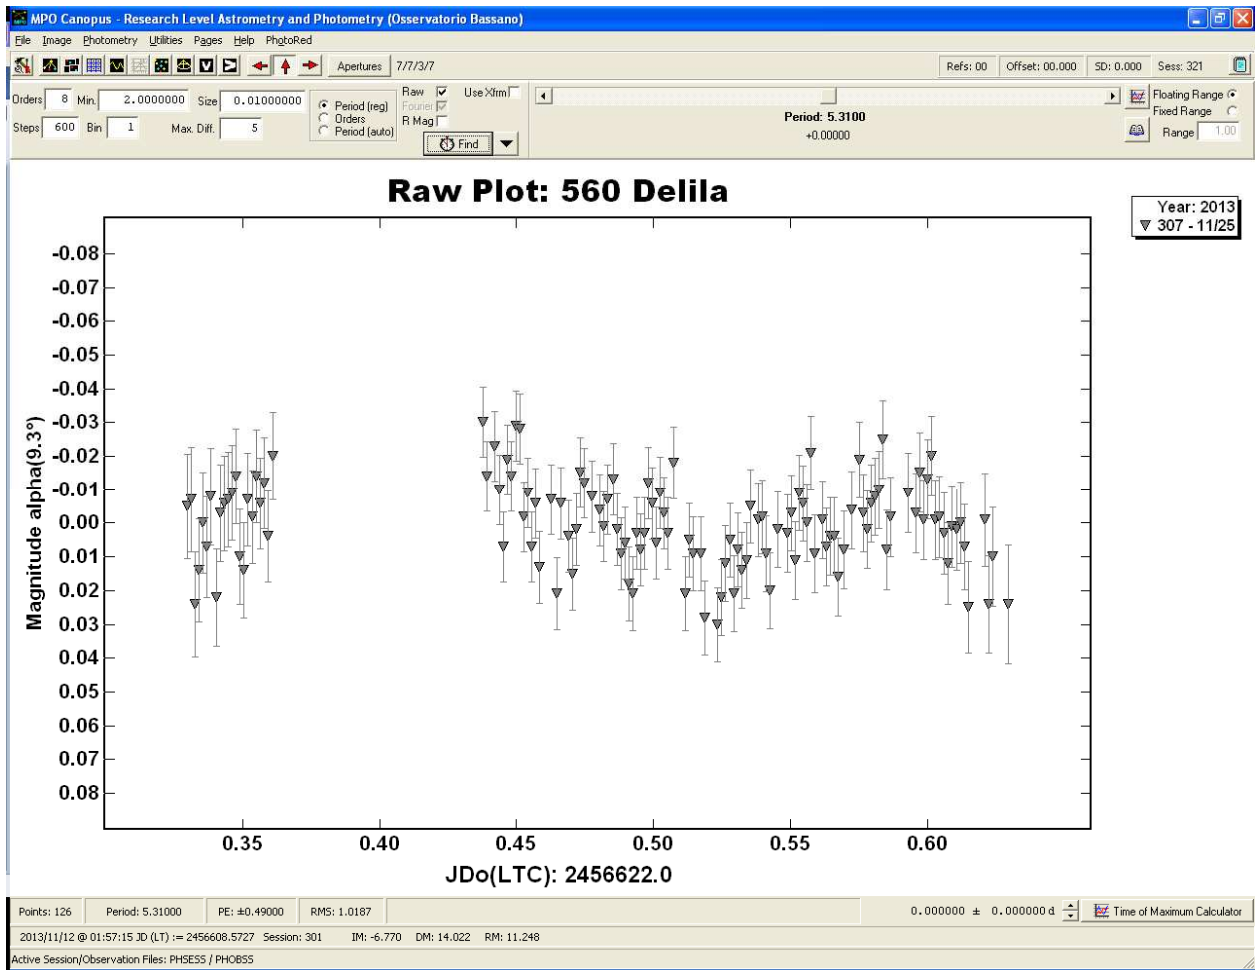 MPO Canopus - Research Level Astrometry and Photometry (Osservatorio Bassano)
File Image Photometry Utilities Pages Help PhotoRed
Apertures 7/7/3/7 Refs: 00 Offset: 00.000 SD: 0.000 Sess: 321
Orders 8 Min. 2.0000000 Size 0.01000000
Steps 600 Bin 1 Max. Diff. 5
Period (reg)
Orders
Period (auto)
Raw Use Xfrm
Fourier
R Mag
Find
Period: 5.3100
+0.00000
Floating Range
Fixed Range
Range 1.00
Raw Plot: 560 Delila
Year: 2013
307 - 11/25
Magnitude alpha(9.3°)
-0.08
-0.07
-0.06
-0.05
-0.04
-0.03
-0.02
-0.01
0.00
0.01
0.02
0.03
0.04
0.05
0.06
0.07
0.08
0.35 0.40 0.45 0.50 0.55 0.60
JDo(LTC): 2456622.0
Points: 126 Period: 5.31000 PE: ±0.49000 RMS: 1.0187 0.000000 ± 0.000000 d Time of Maximum Calculator
2013/11/12 @ 01:57:15 JD (LT) := 2456608.5727 Session: 301 IM: -6.770 DM: 14.022 RM: 11.248
Active Session/Observation Files: PHSESS / PHOBSS